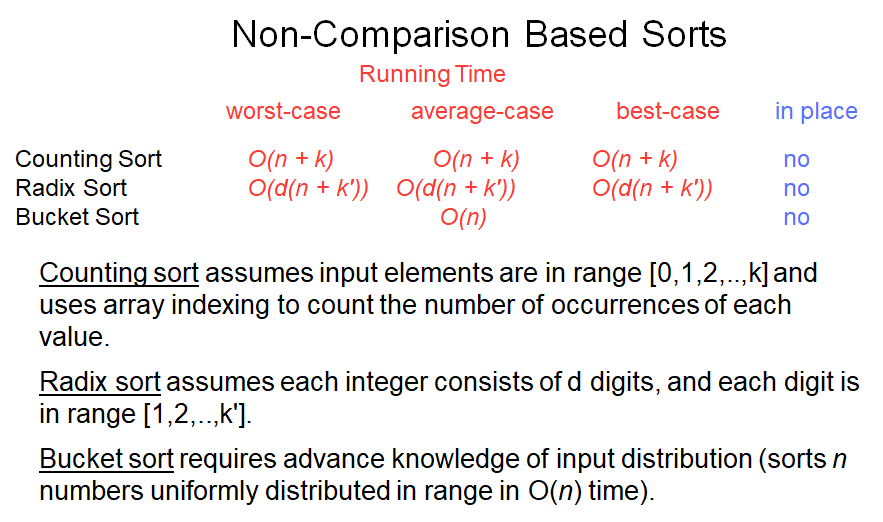 Non-Comparison Based Sorts
Running Time
worst-case average-case best-case in place
Counting Sort O(n + k) O(n + k) O(n + k) no
Radix Sort O(d(n + k')) O(d(n + k')) O(d(n + k')) no
Bucket Sort O(n) no
Counting sort assumes input elements are in range [0,1,2,..,k] and
uses array indexing to count the number of occurrences of each
value.
Radix sort assumes each integer consists of d digits, and each digit is
in range [1,2,..,k'].
Bucket sort requires advance knowledge of input distribution (sorts n
numbers uniformly distributed in range in O(n) time).